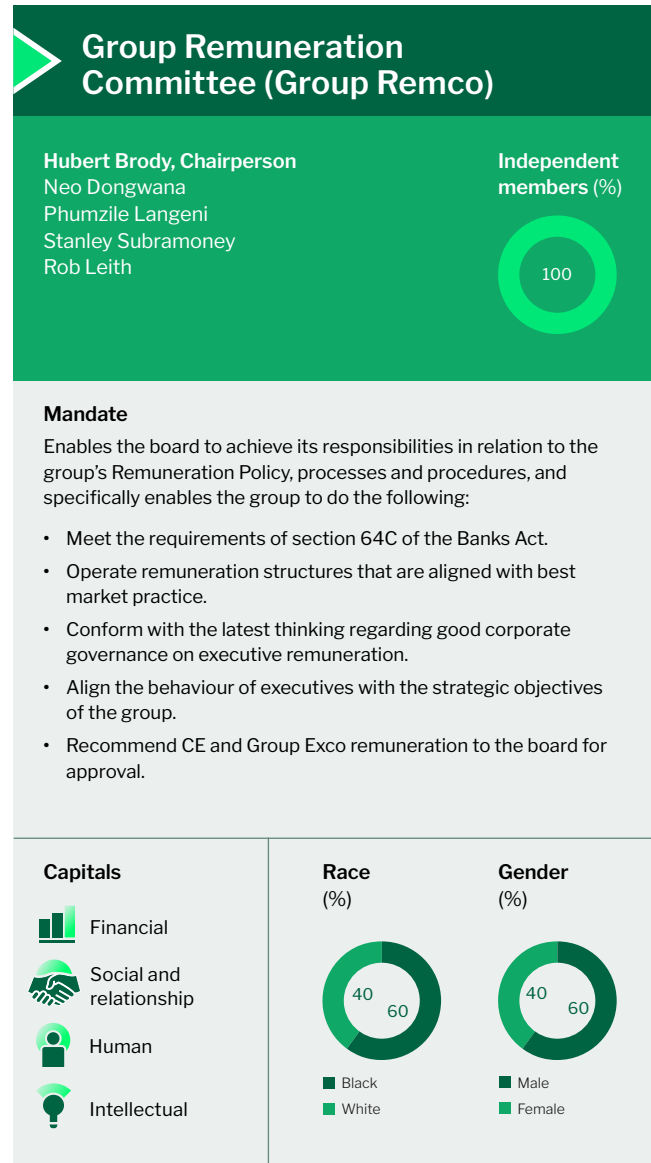 Group Remuneration
Committee (Group Remco)
Hubert Brody, Chairperson
Neo Dongwana
Phumzile Langeni
Stanley Subramoney
Rob Leith
Independent
members (%)
100
Mandate
Enables the board to achieve its responsibilities in relation to the
group’s Remuneration Policy, processes and procedures, and
specifically enables the group to do the following:
• Meet the requirements of section 64C of the Banks Act.
• Operate remuneration structures that are aligned with best
market practice.
• Conform with the latest thinking regarding good corporate
governance on executive remuneration.
• Align the behaviour of executives with the strategic objectives
of the group.
• Recommend CE and Group Exco remuneration to the board for
approval.
Capitals
Financial
Social and
relationship
Human
Intellectual
Race
(%)
40
60
Black
White
Gender
(%)
40
60
Male
Female